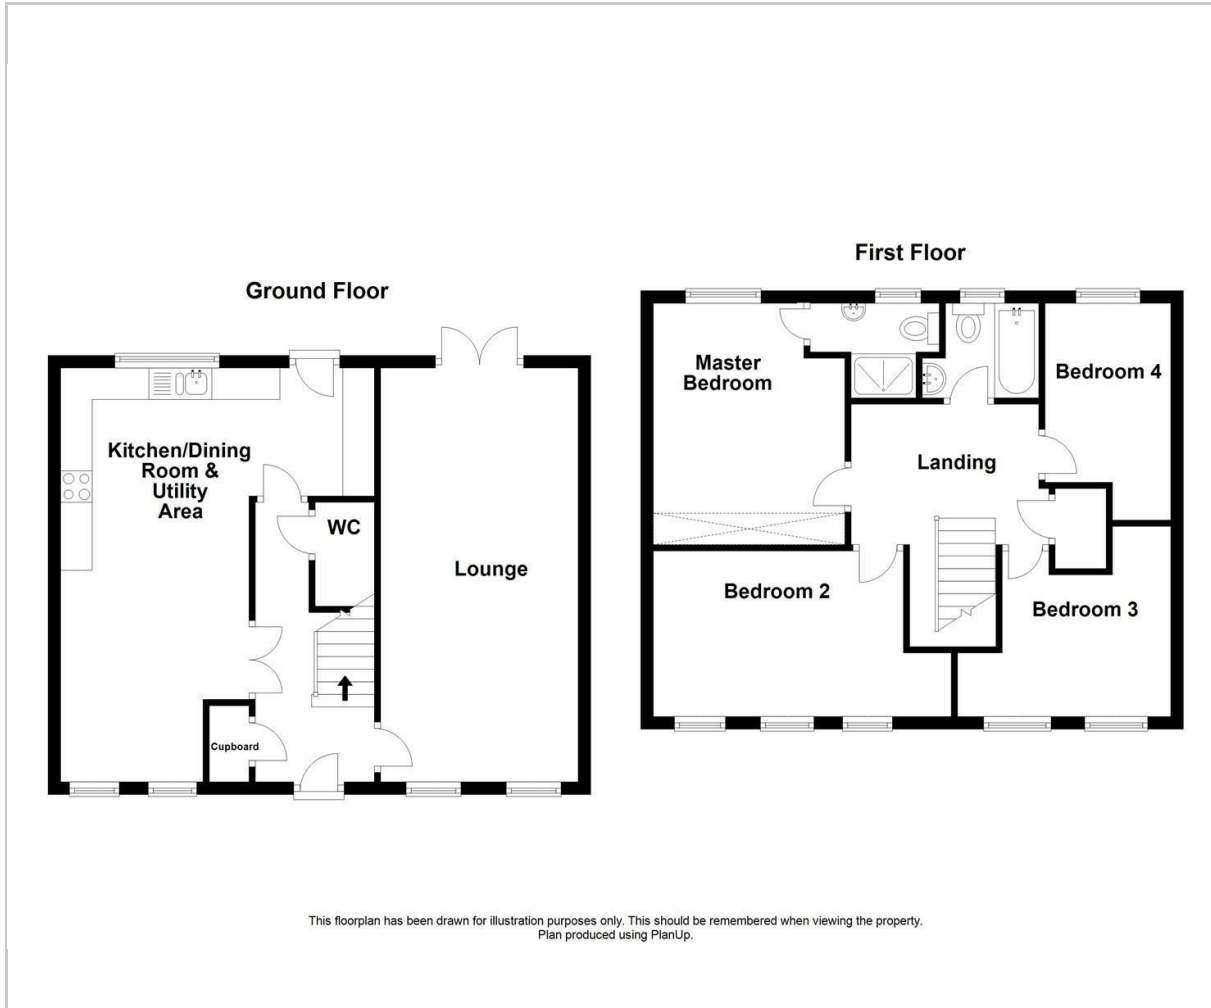 Ground Floor
Kitchen/Dining
Room &
Utility
Area
WC
Lounge
Cupboard
First Floor
Master
Bedroom
Bedroom 4
Landing
Bedroom 2
Bedroom 3
This floorplan has been drawn for illustration purposes only. This should be remembered when viewing the property.
Plan produced using PlanUp.